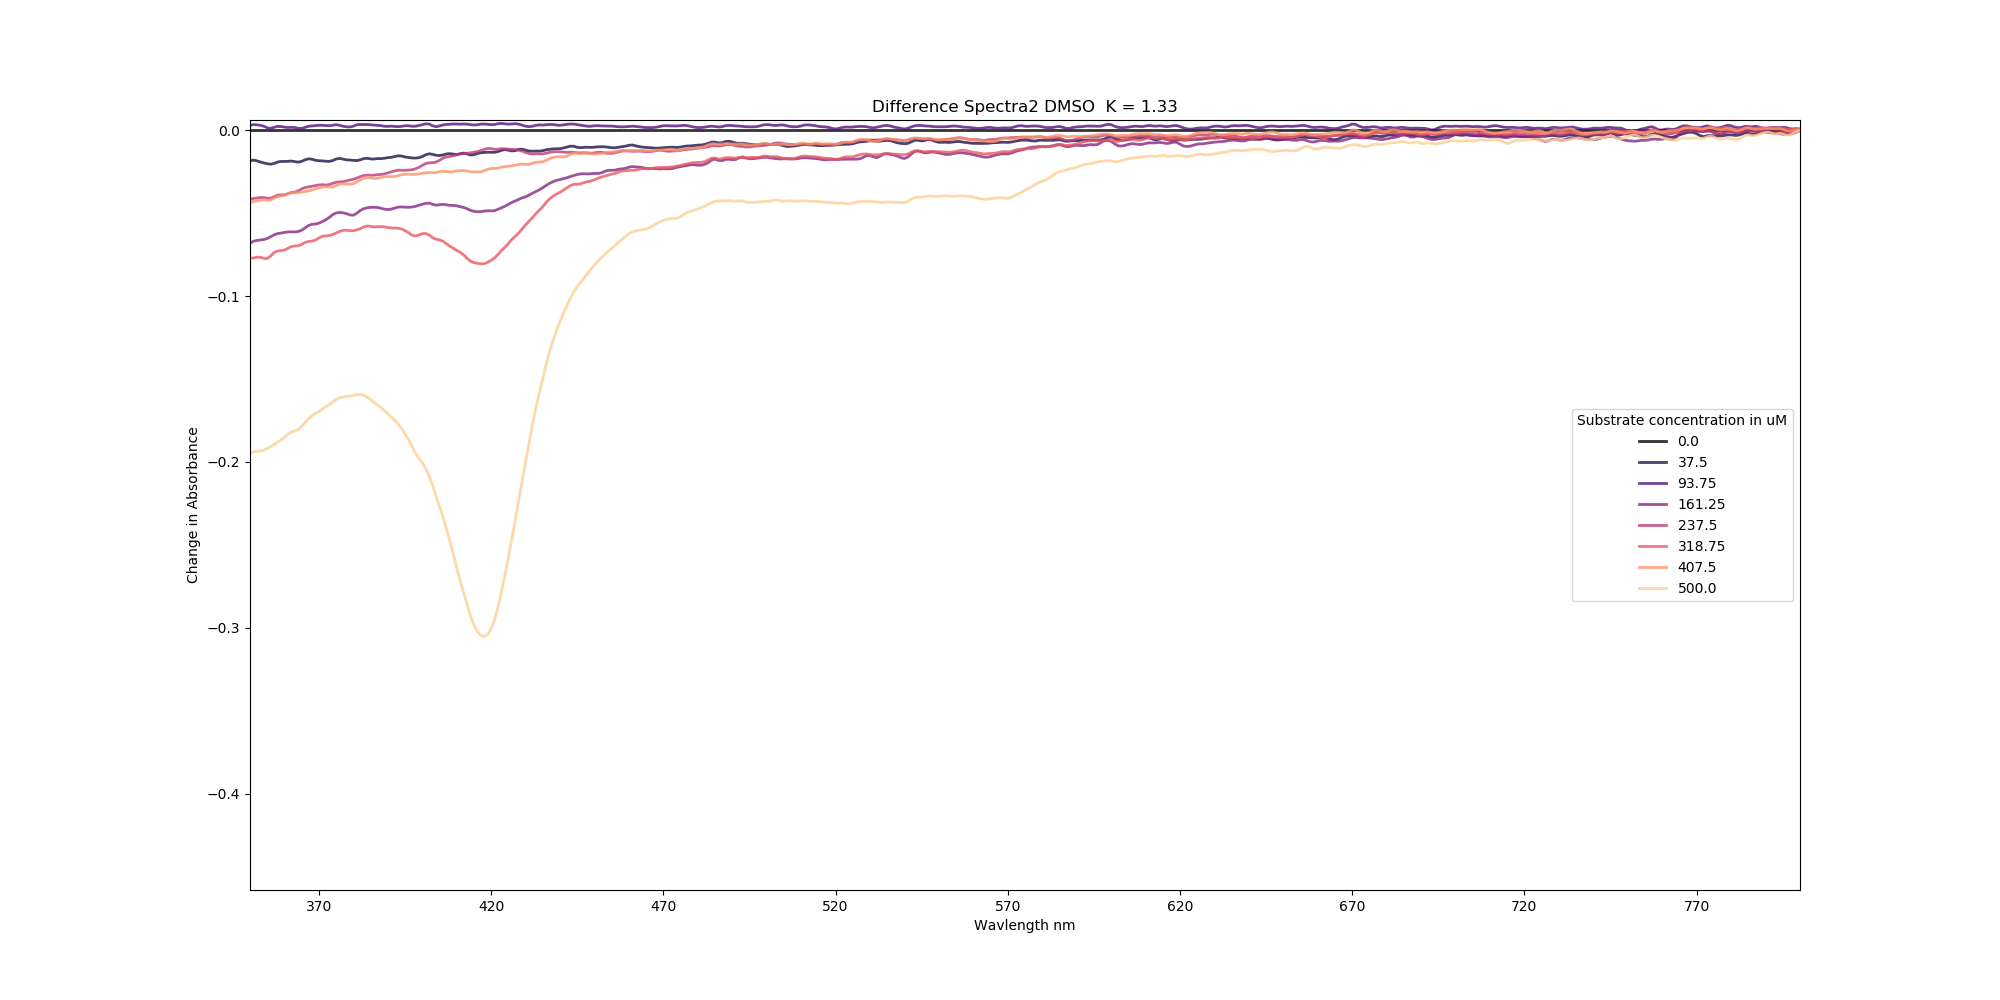 Difference Spectra2 DMSO  K = 1.33
0.0
−0.1
−0.2
−0.3
−0.4
Change in Absorbance
Substrate concentration in uM
0.0
37.5
93.75
161.25
237.5
318.75
407.5
500.0
370 420 470 520 570 620 670 720 770
Wavlength nm